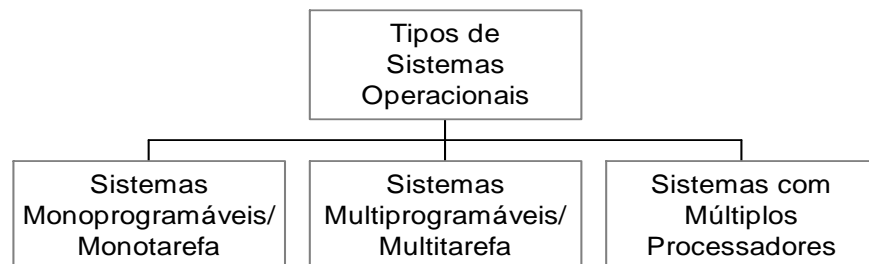 Tipos de
Sistemas
Operacionais
Sistemas
Monoprogramáveis/
Monotarefa
Sistemas
Multiprogramáveis/
Multitarefa
Sistemas com
Múltiplos
Processadores